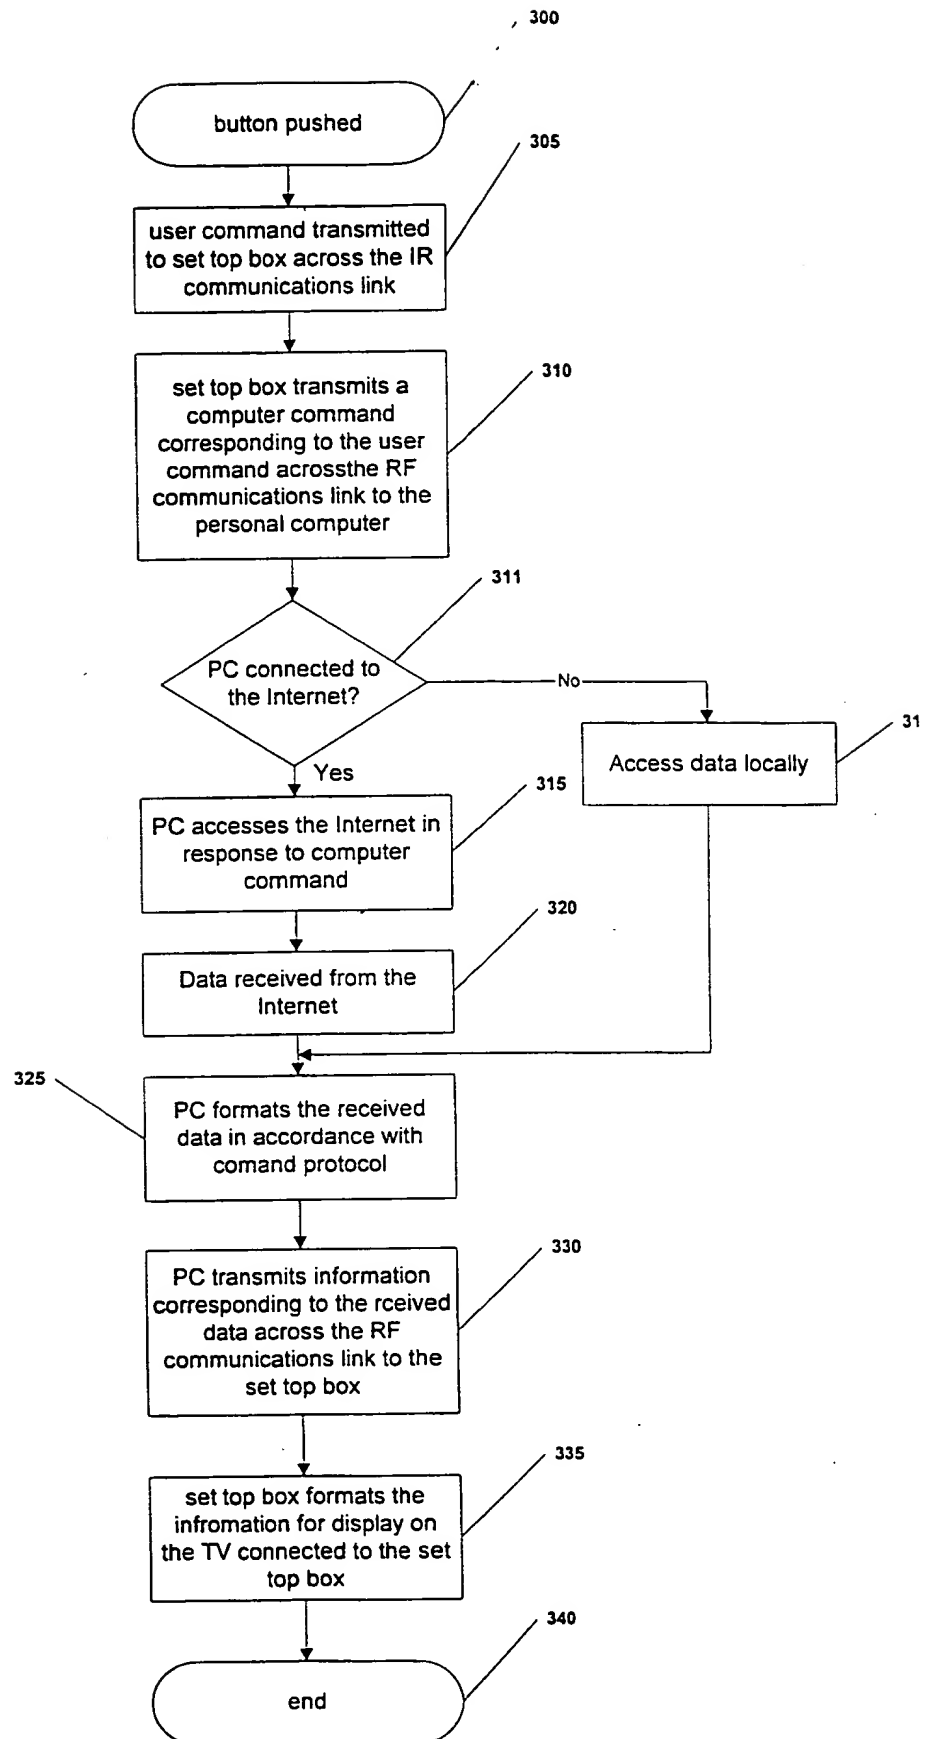 300
button pushed
305
user command transmitted
to set top box across the IR
communications link
310
set top box transmits a
computer command
corresponding to the user
command acrossthe RF
communications link to the
personal computer
311
PC connected to
the Internet?
No
31
Access data locally
Yes
315
PC accesses the Internet in
response to computer
command
320
Data received from the
Internet
325
PC formats the received
data in accordance with
comand protocol
330
PC transmits information
corresponding to the rceived
data across the RF
communications link to the
set top box
335
set top box formats the
infromation for display on
the TV connected to the set
top box
340
end